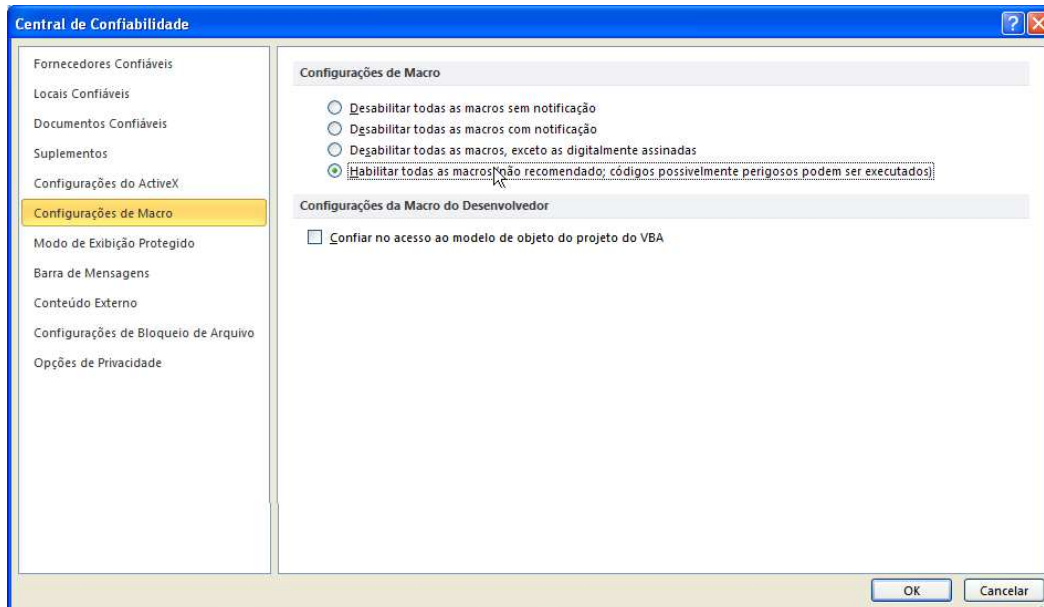 Central de Confiabilidade
Fornecedores Confiáveis
Locais Confiáveis
Documentos Confiáveis
Suplementos
Configurações do ActiveX
Configurações de Macro
Modo de Exibição Protegido
Barra de Mensagens
Conteúdo Externo
Configurações de Bloqueio de Arquivo
Opções de Privacidade
Configurações de Macro
Desabilitar todas as macros sem notificação
Desabilitar todas as macros com notificação
Desabilitar todas as macros, exceto as digitalmente assinadas
Habilitar todas as macros (não recomendado; códigos possivelmente perigosos podem ser executados)
Configurações da Macro do Desenvolvedor
Confiar no acesso ao modelo de objeto do projeto do VBA
OK
Cancelar